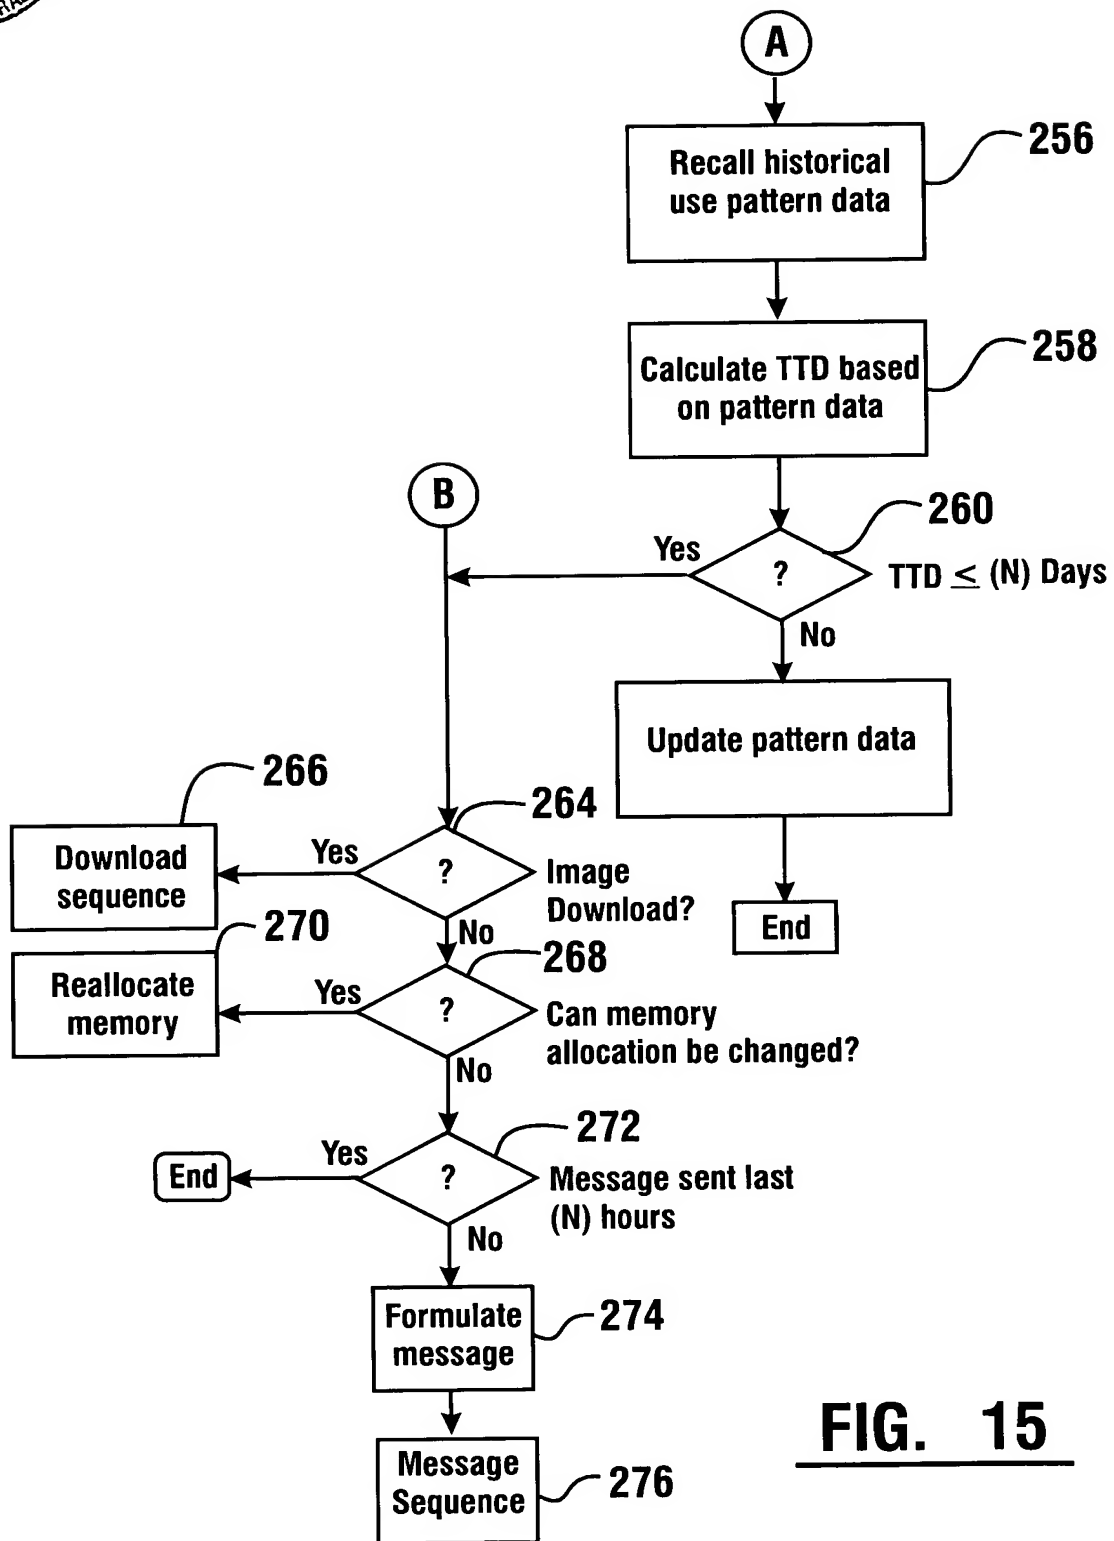 A
Recall historical
use pattern data
256
Calculate TTD based
on pattern data
258
B
260
Yes
?
TTD ≤ (N) Days
No
Update pattern data
End
266
264
Download
sequence
Yes
?
Image
Download?
No
270
268
Reallocate
memory
Yes
?
Can memory
allocation be changed?
No
272
End
Yes
?
Message sent last
(N) hours
No
Formulate
message
274
Message
Sequence
276
FIG. 15